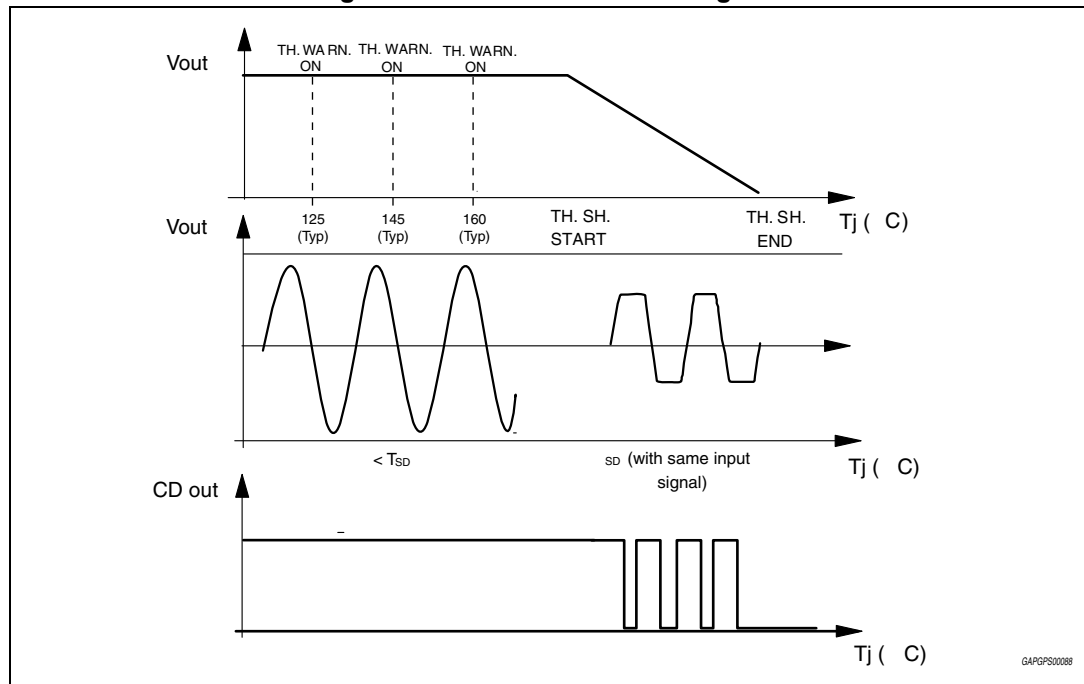 Vout
TH. WARN. ON
TH. WARN. ON
TH. WARN. ON
125 (Typ)
145 (Typ)
160 (Typ)
TH. SH. START
TH. SH. END
Tj ( C)
Vout
< TSD
SD (with same input signal)
Tj ( C)
CD out
Tj ( C)
GAPGPS00088